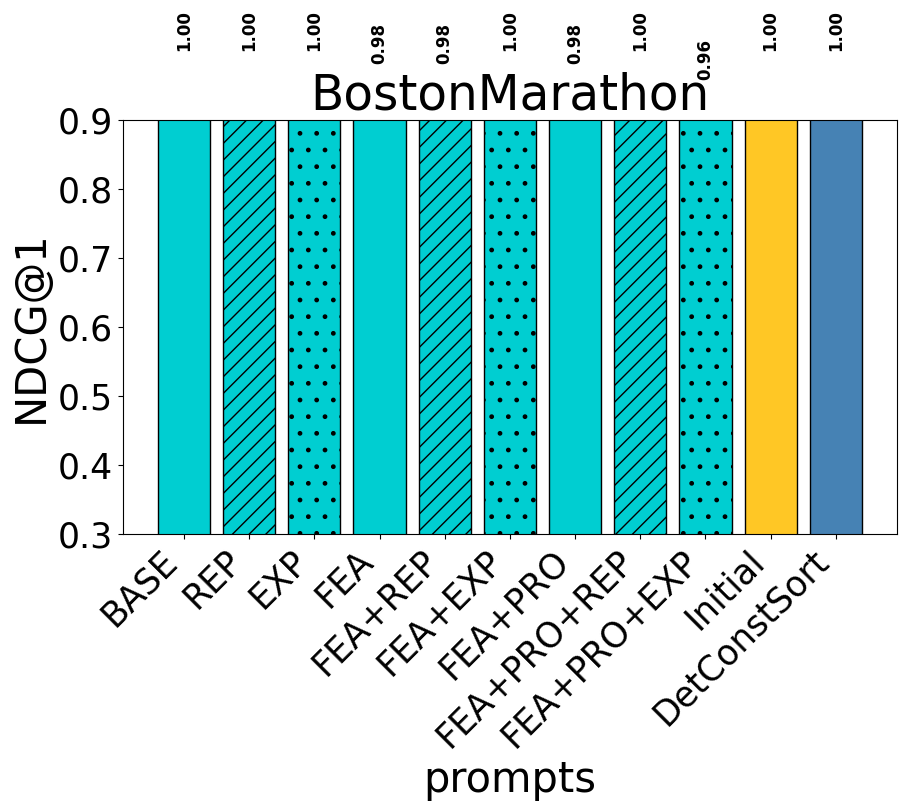 1.00 1.00 1.00 0.98 0.98 1.00 0.98 1.00 0.96 1.00 1.00
BostonMarathon
0.9
0.8
0.7
0.6
0.5
0.4
0.3
NDCG@1
BASE
REP
EXP
FEA
FEA+REP
FEA+EXP
FEA+PRO
FEA+PRO+REP
FEA+PRO+EXP
Initial
DetConstSort
prompts